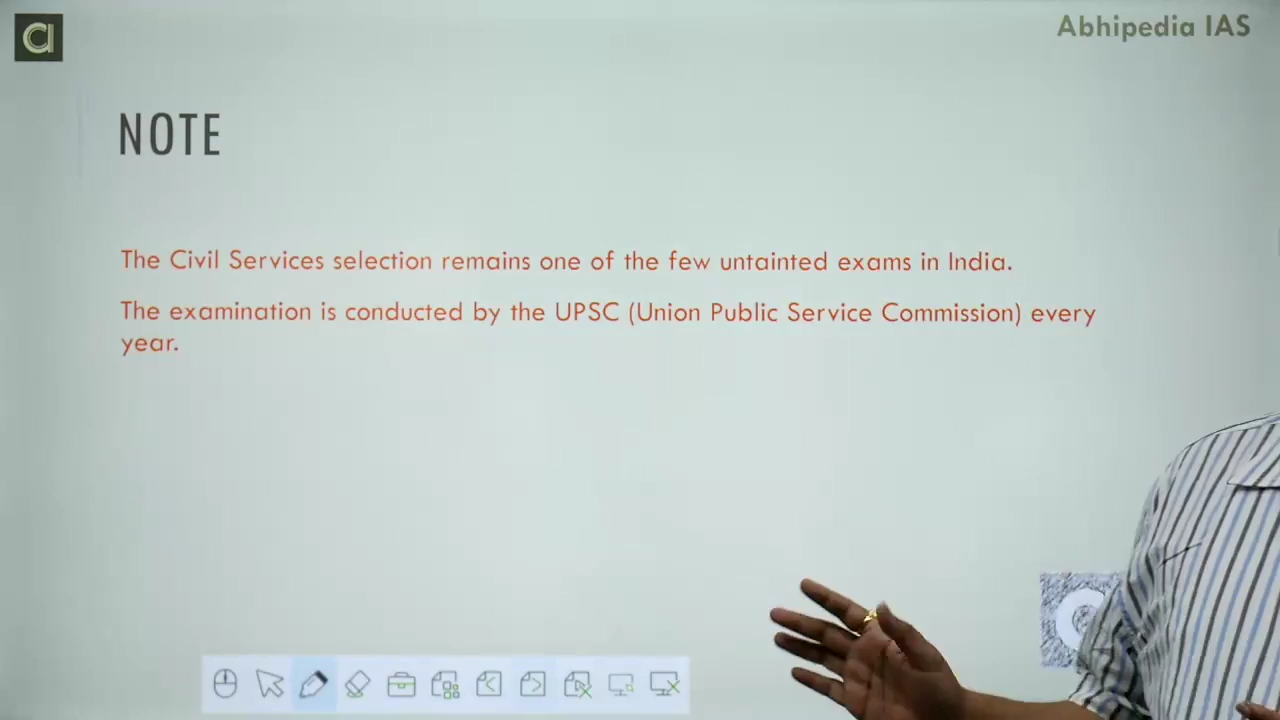 Abhipedia IAS
NOTE
The Civil Services selection remains one of the few untainted exams in India.
The examination is conducted by the UPSC (Union Public Service Commission) every
year.